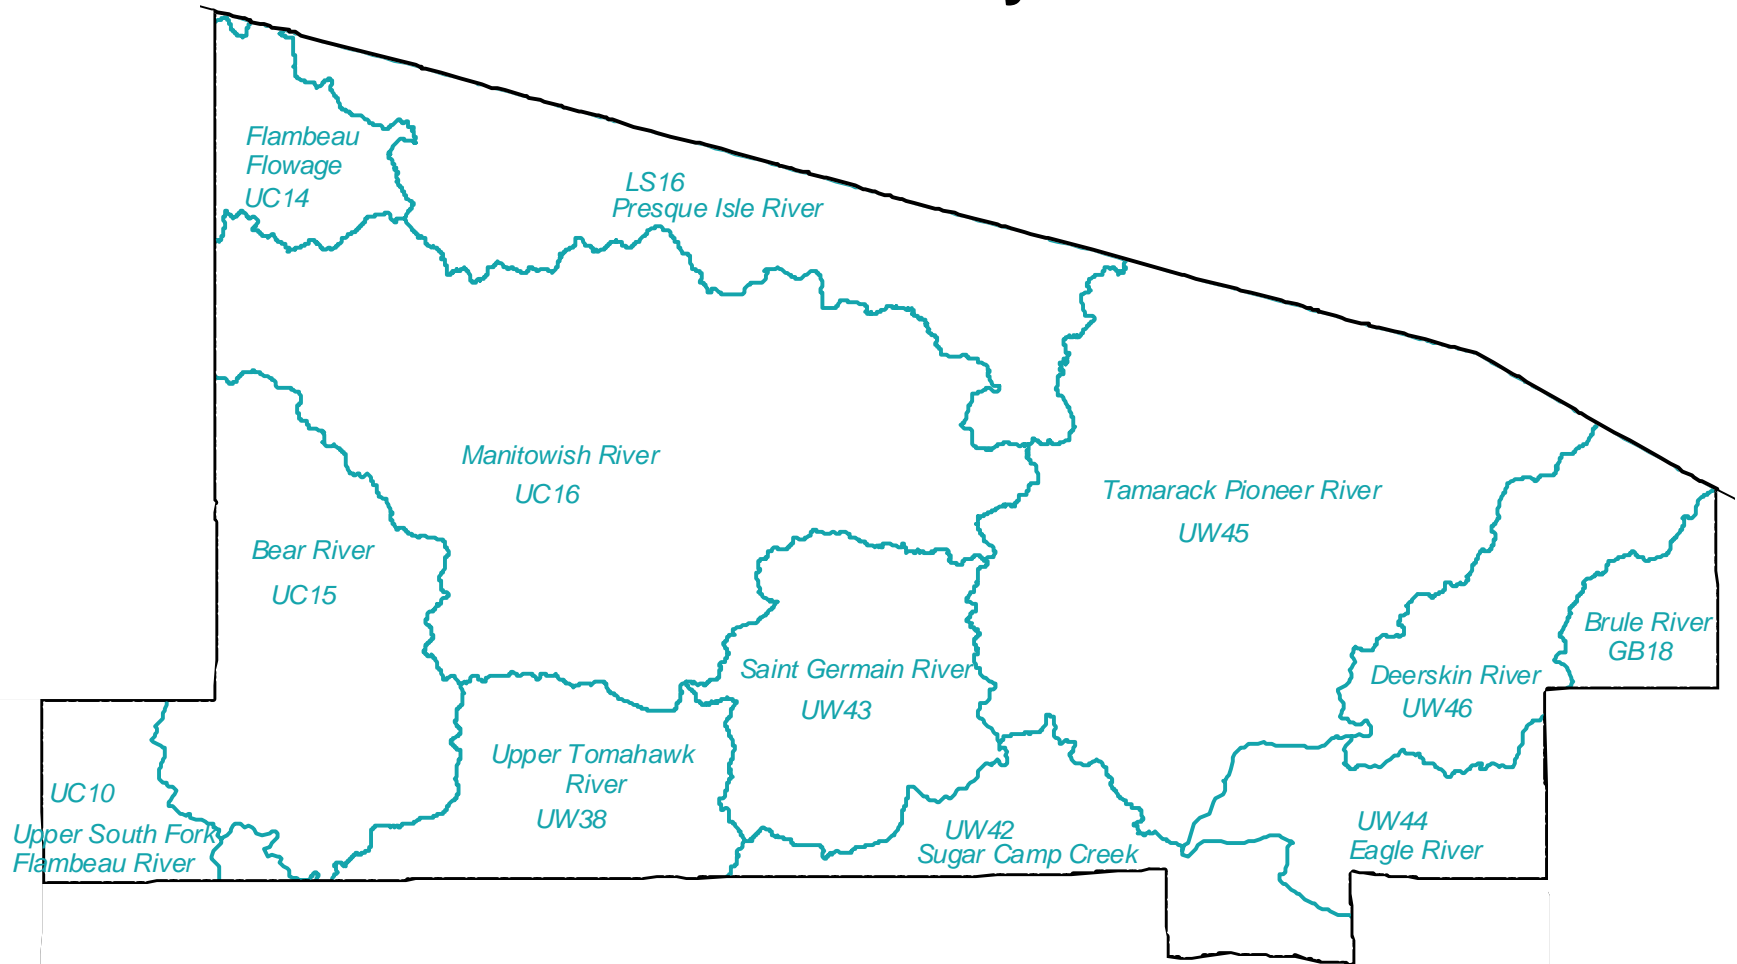 Flambeau
Flowage
UC14
LS16
Presque Isle River
Manitowish River
UC16
Tamarack Pioneer River
UW45
Bear River
UC15
Brule River
GB18
Saint Germain River
UW43
Deerskin River
UW46
Upper Tomahawk
River
UW38
UC10
Upper South Fork
Flambeau River
UW42
Sugar Camp Creek
UW44
Eagle River